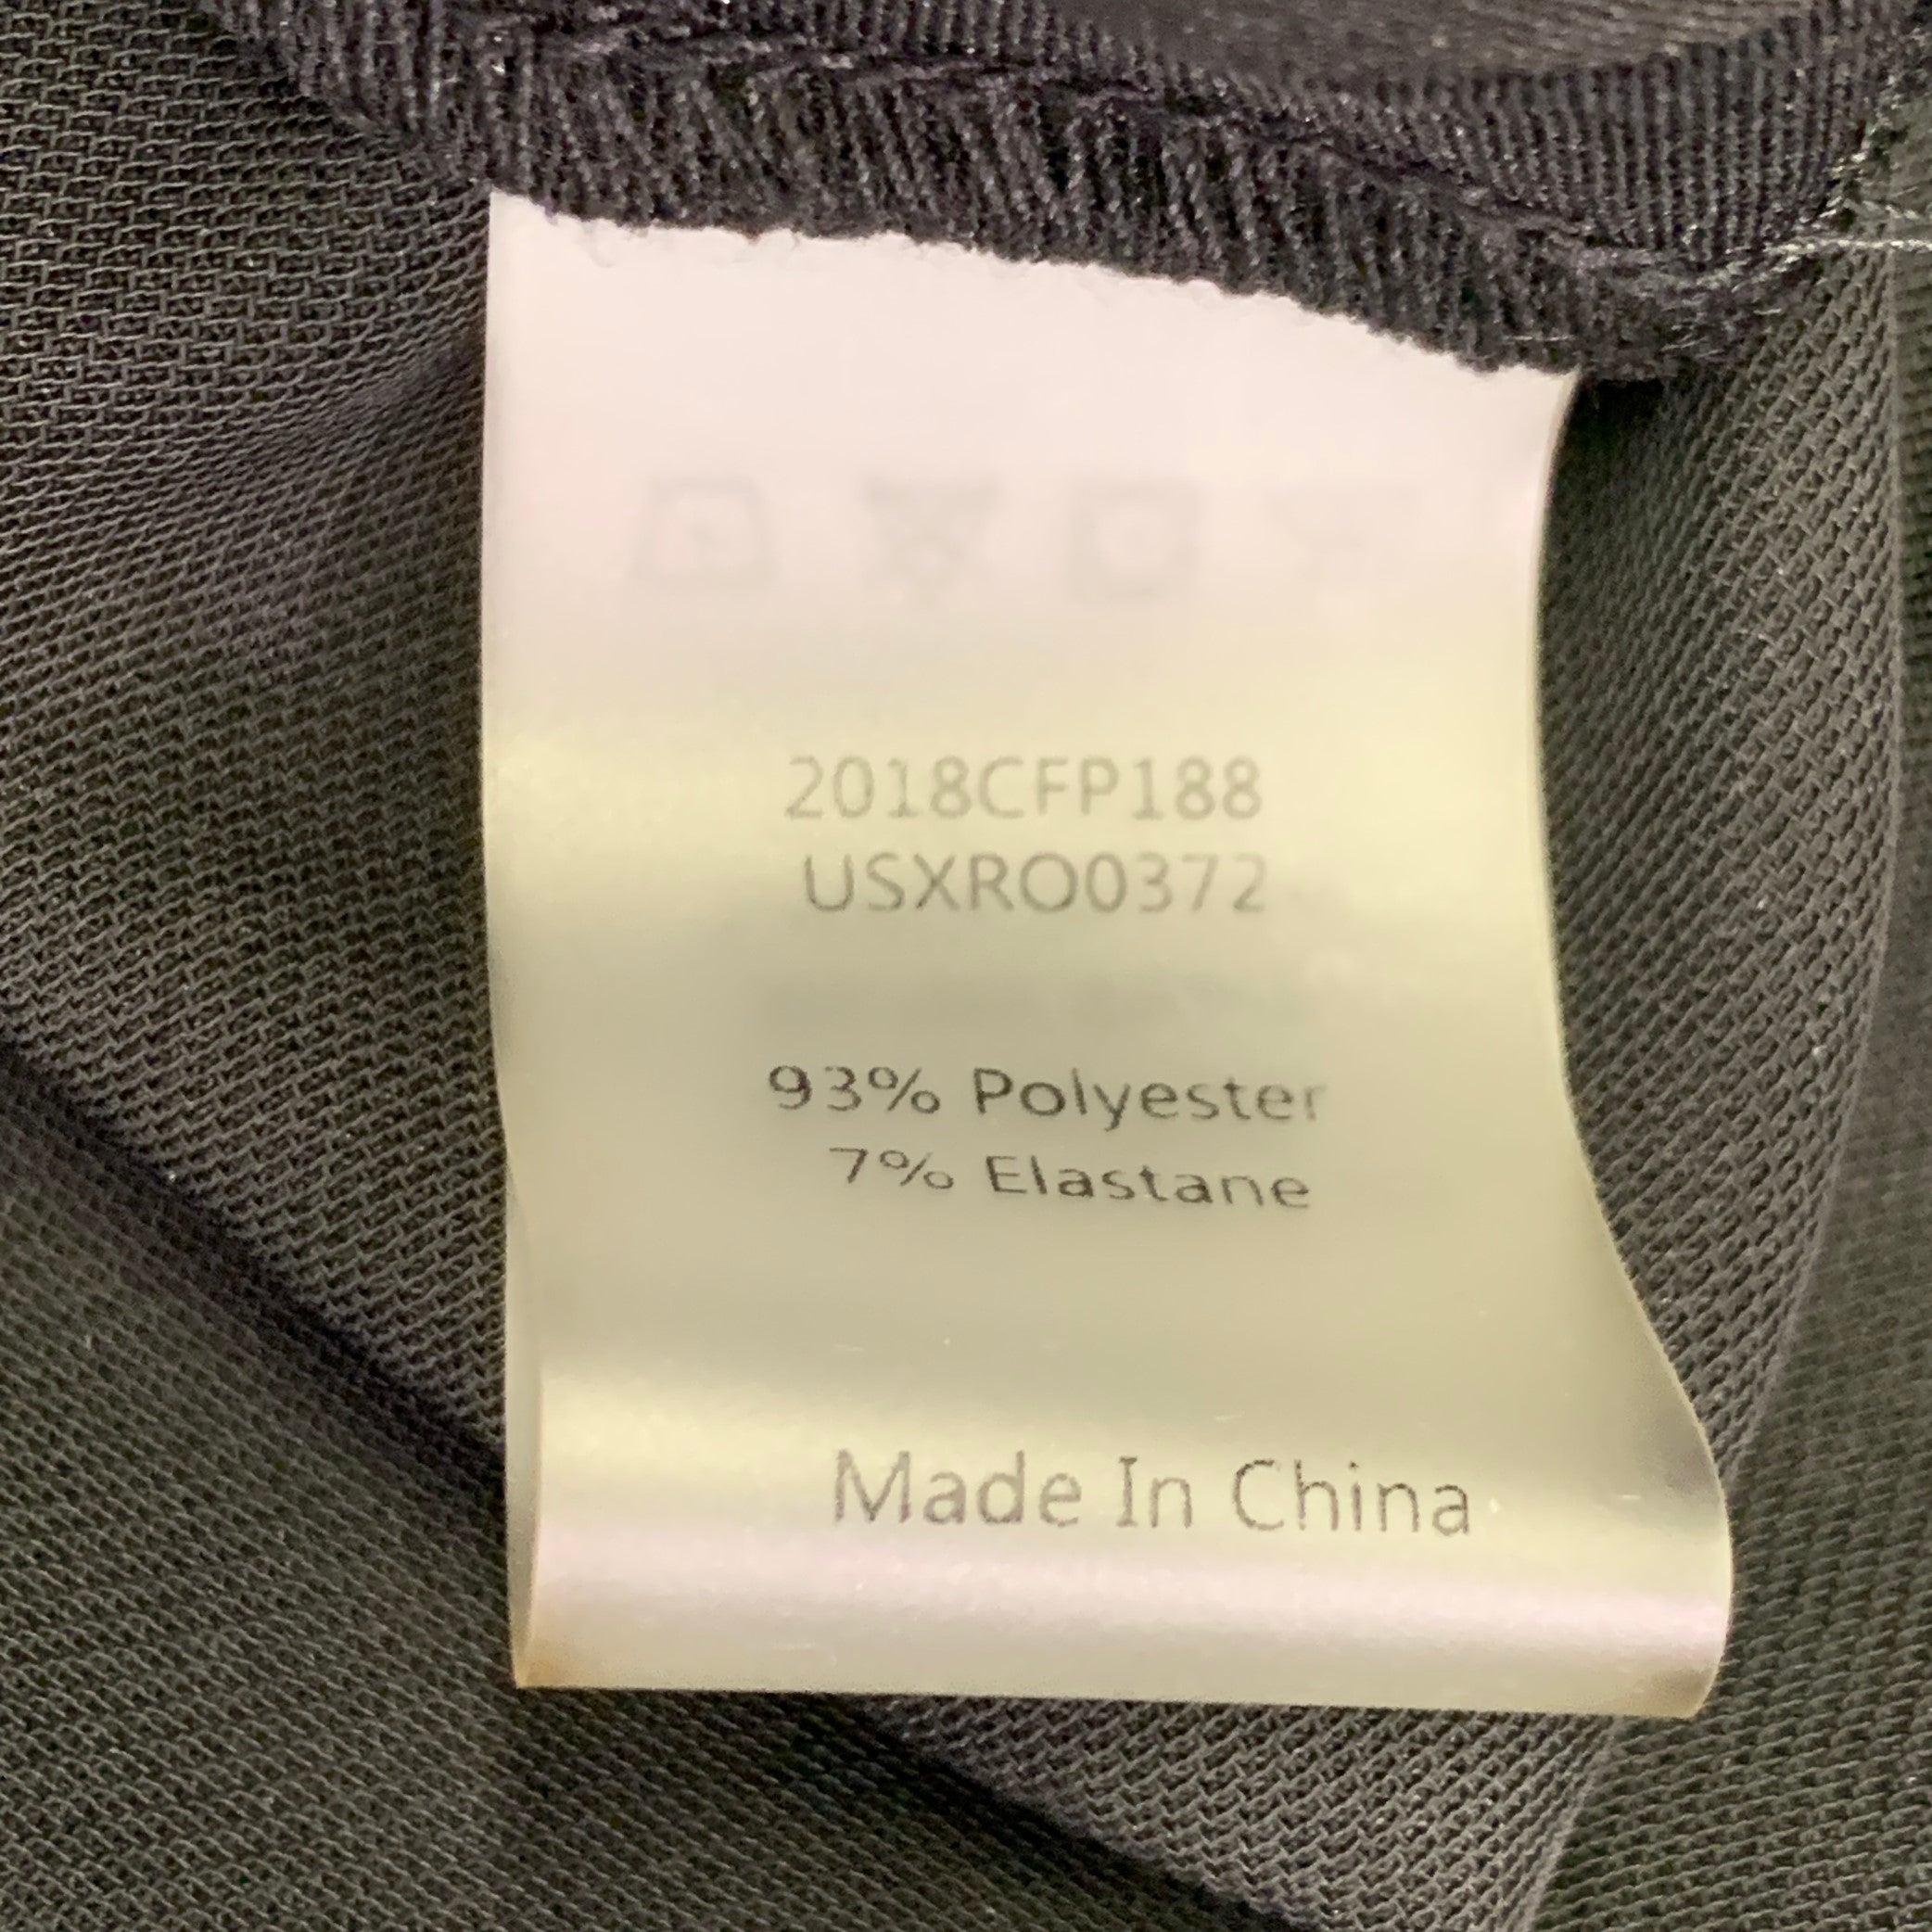 2018CFP188
USXRO0372
93% Polyester
7% Elastane
Made In China